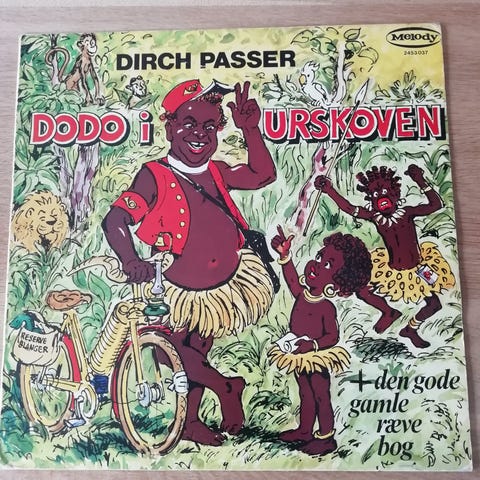 Melody
2453037
DIRCH PASSER
DODO i URSKOVEN
RESERVE
SLANGER
+ den gode
gamle
ræve
bog